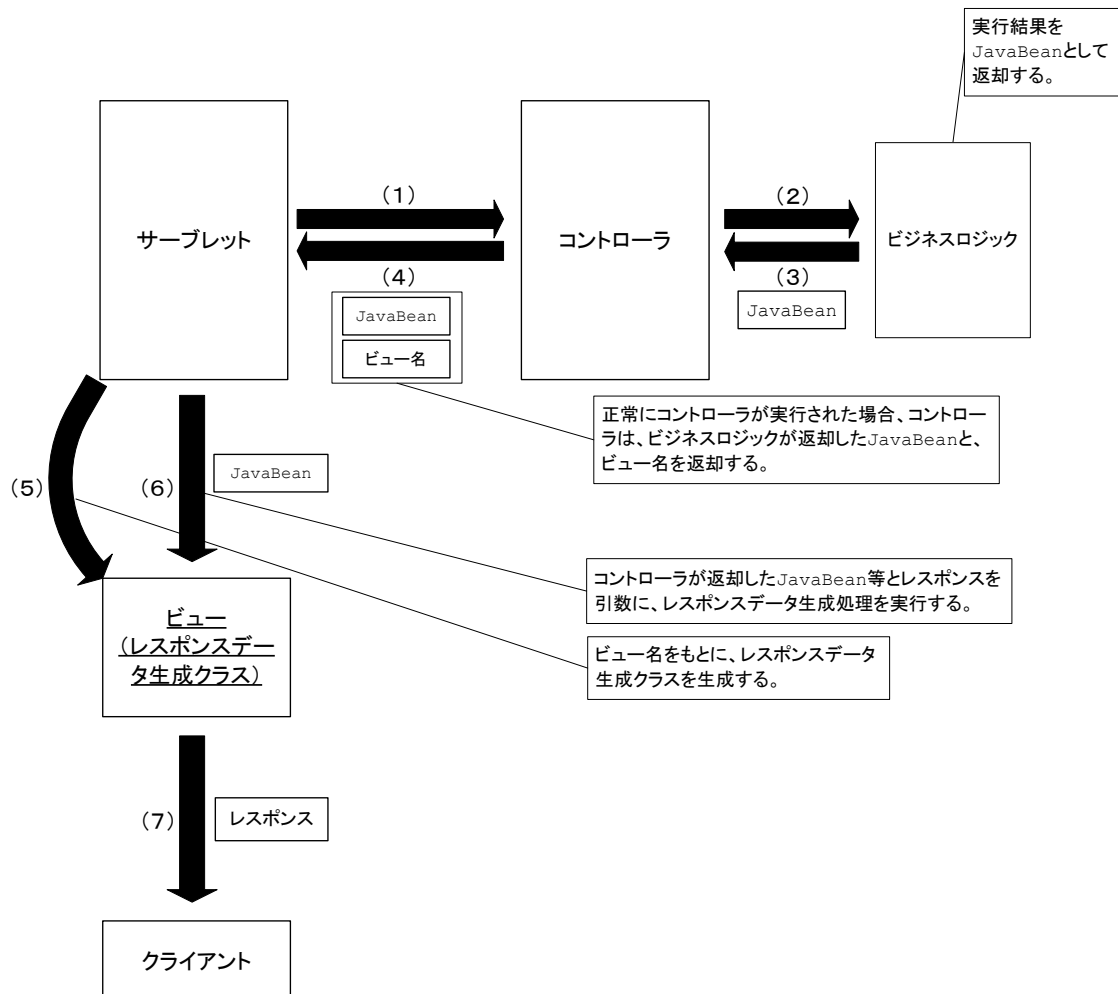 実行結果を
JavaBeanとして
返却する。
(1)
(2)
サーブレット
コントローラ
ビジネスロジック
(4)
(3)
JavaBean
JavaBean
ビュー名
正常にコントローラが実行された場合、コントロー
ラは、ビジネスロジックが返却したJavaBeanと、
ビュー名を返却する。
JavaBean
(5)
(6)
コントローラが返却したJavaBean等とレスポンスを
引数に、レスポンスデータ生成処理を実行する。
ビュー
(レスポンスデー
タ生成クラス)
ビュー名をもとに、レスポンスデータ
生成クラスを生成する。
(7)
レスポンス
クライアント